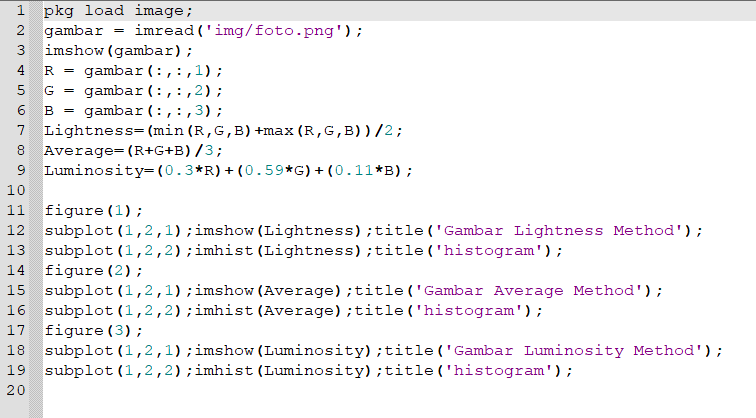 1 pkg load image;
2 gambar = imread('img/foto.png');
3 imshow(gambar);
4 R = gambar(:,:,1);
5 G = gambar(:,:,2);
6 B = gambar(:,:,3);
7 Lightness=(min(R,G,B)+max(R,G,B))/2;
8 Average=(R+G+B)/3;
9 Luminosity=(0.3*R)+(0.59*G)+(0.11*B);
10
11 figure(1);
12 subplot(1,2,1);imshow(Lightness);title('Gambar Lightness Method');
13 subplot(1,2,2);imhist(Lightness);title('histogram');
14 figure(2);
15 subplot(1,2,1);imshow(Average);title('Gambar Average Method');
16 subplot(1,2,2);imhist(Average);title('histogram');
17 figure(3);
18 subplot(1,2,1);imshow(Luminosity);title('Gambar Luminosity Method');
19 subplot(1,2,2);imhist(Luminosity);title('histogram');
20